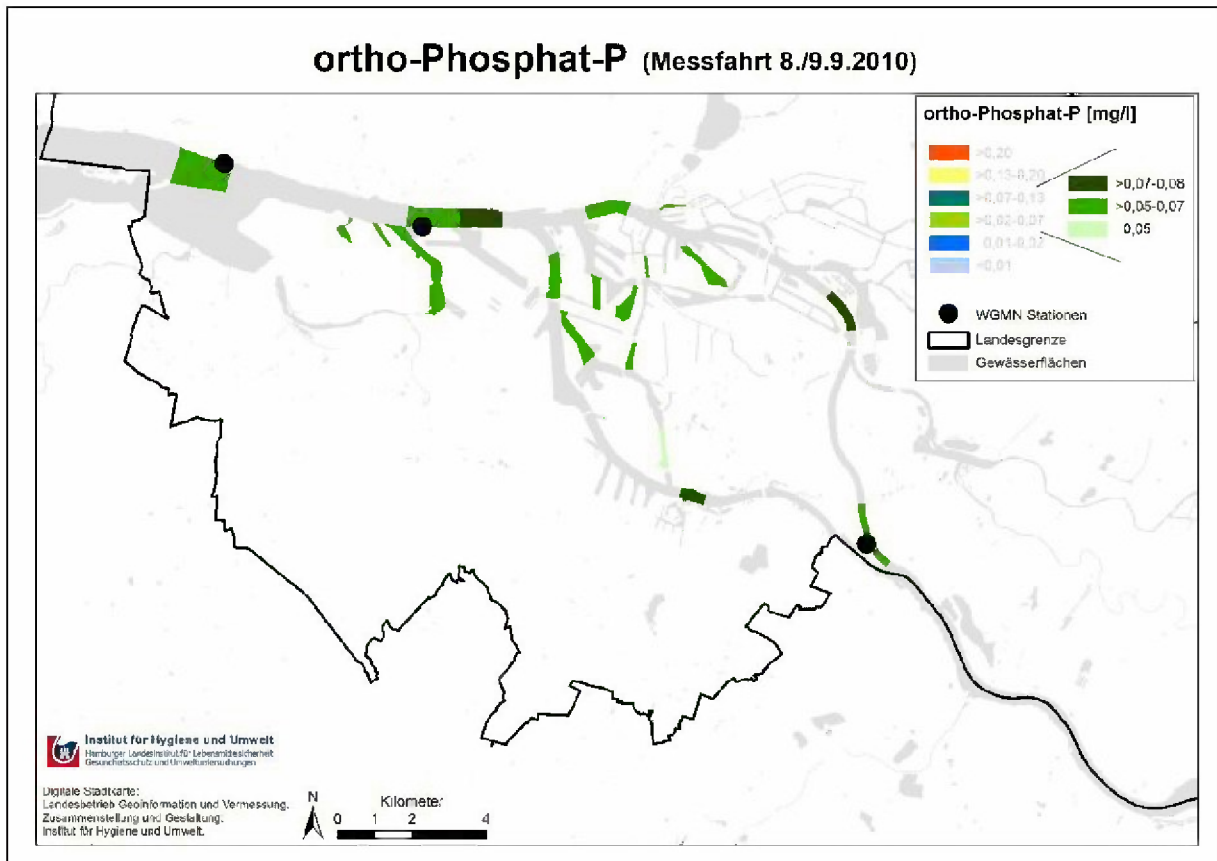 ortho-Phosphat-P (Messfahrt 8./9.9.2010)
ortho-Phosphat-P [mg/l]
>0,20
>0,13-0,20
>0,07-0,13
>0,02-0,07
0,01-0,02
<0,01
>0,07-0,08
>0,05-0,07
0,05
WGMN Stationen
Landesgrenze
Gewässerflächen
Institut für Hygiene und Umwelt
Hamburger Landesinstitut für Lebensmittelsicherheit
Gesundheitsschutz und Umweltuntersuchungen
Digitale Stadtkarte:
Landesbetrieb Geoinformation und Vermessung.
Zusammenstellung und Gestaltung:
Institut für Hygiene und Umwelt.
N
Kilometer
0 1 2 4